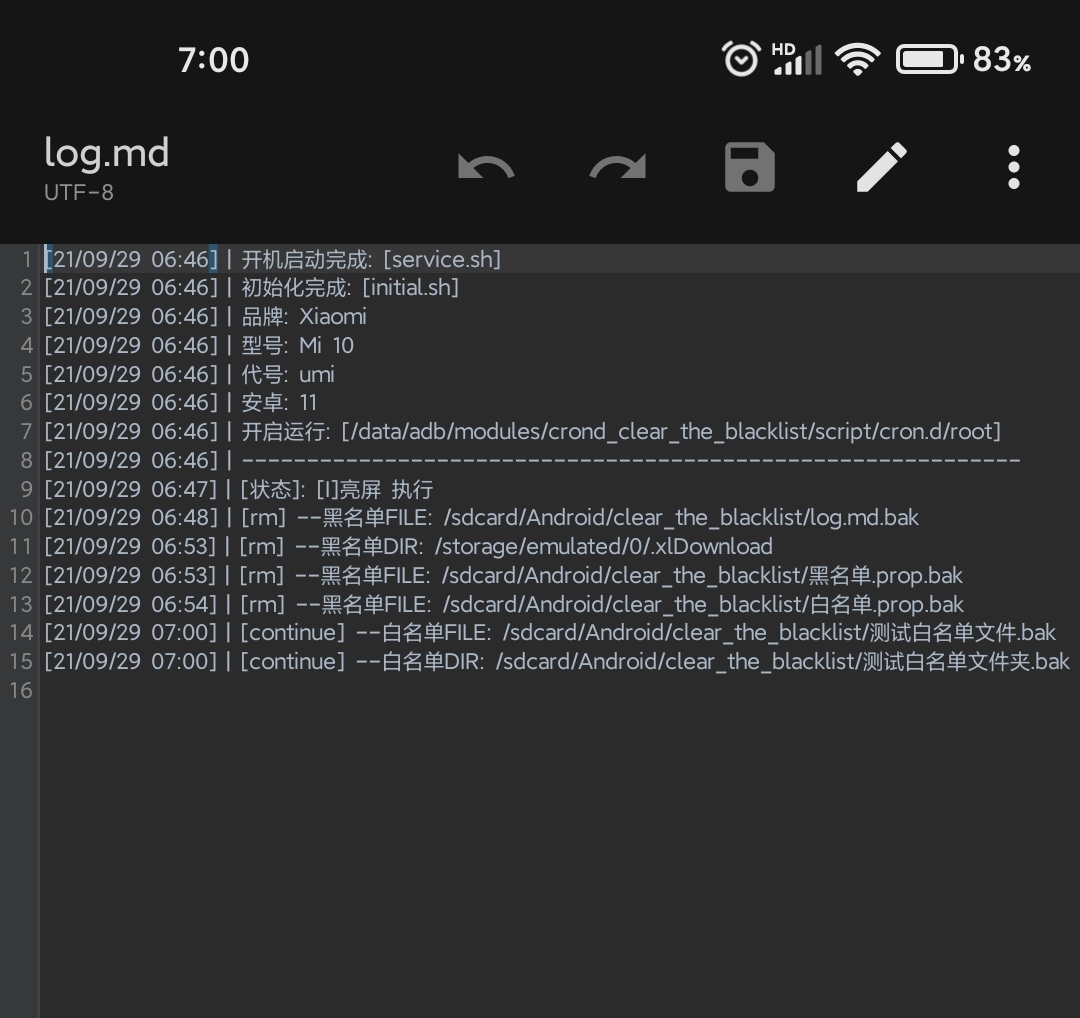 7:00 HD 83%
log.md
UTF-8
1 [21/09/29 06:46] | 开机启动完成: [service.sh]
2 [21/09/29 06:46] | 初始化完成: [initial.sh]
3 [21/09/29 06:46] | 品牌: Xiaomi
4 [21/09/29 06:46] | 型号: Mi 10
5 [21/09/29 06:46] | 代号: umi
6 [21/09/29 06:46] | 安卓: 11
7 [21/09/29 06:46] | 开启运行: [/data/adb/modules/crond_clear_the_blacklist/script/cron.d/root]
8 [21/09/29 06:46] | ------------------------------------------------------------
9 [21/09/29 06:47] | [状态]: [I]亮屏 执行
10 [21/09/29 06:48] | [rm] --黑名单FILE: /sdcard/Android/clear_the_blacklist/log.md.bak
11 [21/09/29 06:53] | [rm] --黑名单DIR: /storage/emulated/0/.xlDownload
12 [21/09/29 06:53] | [rm] --黑名单FILE: /sdcard/Android/clear_the_blacklist/黑名单.prop.bak
13 [21/09/29 06:54] | [rm] --黑名单FILE: /sdcard/Android/clear_the_blacklist/白名单.prop.bak
14 [21/09/29 07:00] | [continue] --白名单FILE: /sdcard/Android/clear_the_blacklist/测试白名单文件.bak
15 [21/09/29 07:00] | [continue] --白名单DIR: /sdcard/Android/clear_the_blacklist/测试白名单文件夹.bak
16